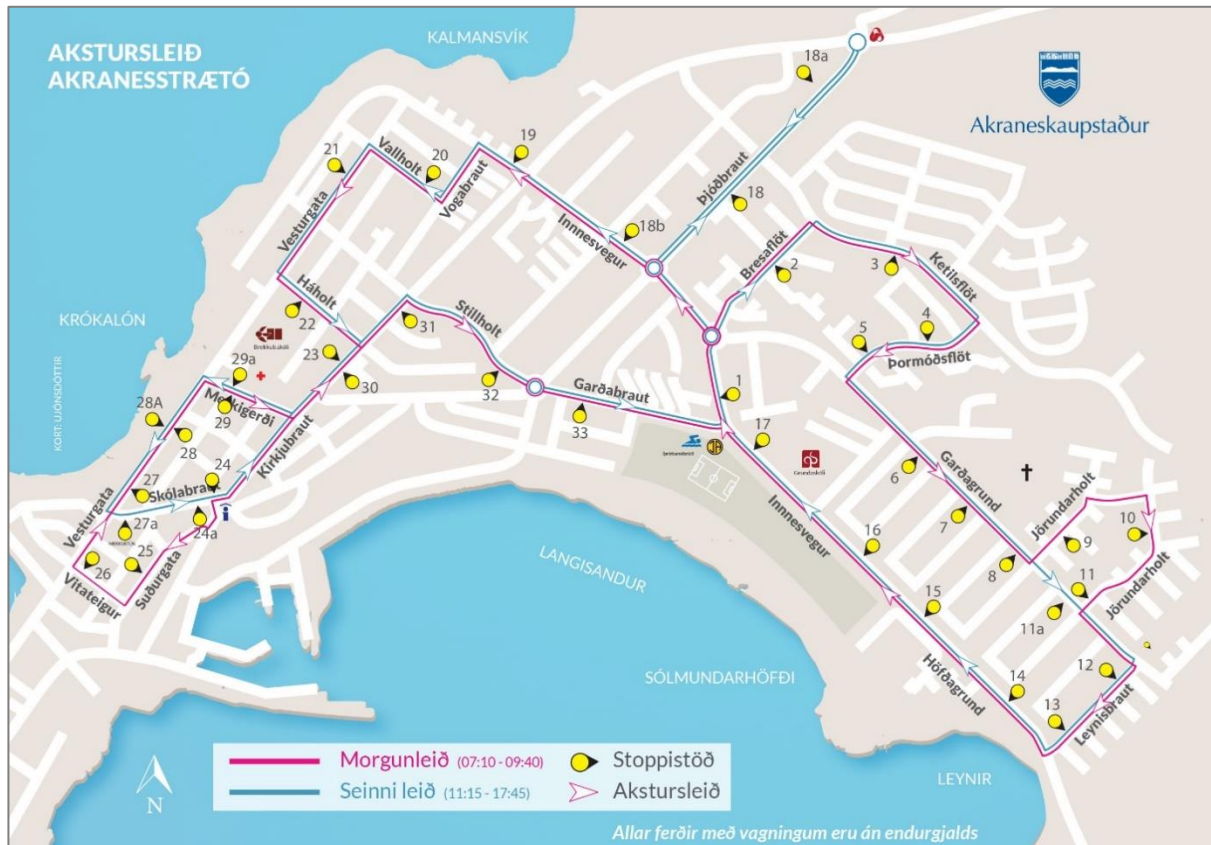 AKSTURSLEIÐ
AKRANESSTRÆTÓ
KALMANSVÍK
Akraneskaupstaður
18a
19
21
Vallholt
20
Vogabraut
Þjóðbraut
18
18b
Vesturgata
Innnesvegur
Bresaflöt
2
3
Ketilsflöt
Háholt
KRÓKALÓN
22
31
Stillholt
4
5
Þormóðsflöt
23
29a
30
32
Garðabraut
1
33
17
Grundaskóli
28A
Merkigerði
29
28
Kirkjubraut
24
27
Skólabraut
Vesturgata
27a
24a
25
26
Suðurgata
Vitateigur
Innnesvegur
16
15
6
Garðagrund
7
8
Jörundarholt
9
10
11
Jörundarholt
11a
12
LANGISANDUR
SÓLMUNDARHÖFÐI
Höfðagrund
14
13
Leynisbraut
LEYNIR
N
Morgunleið (07:10 - 09:40)
Stoppistöð
Seinni leið (11:15 - 17:45)
Akstursleið
Allar ferðir með vagningum eru án endurgjalds